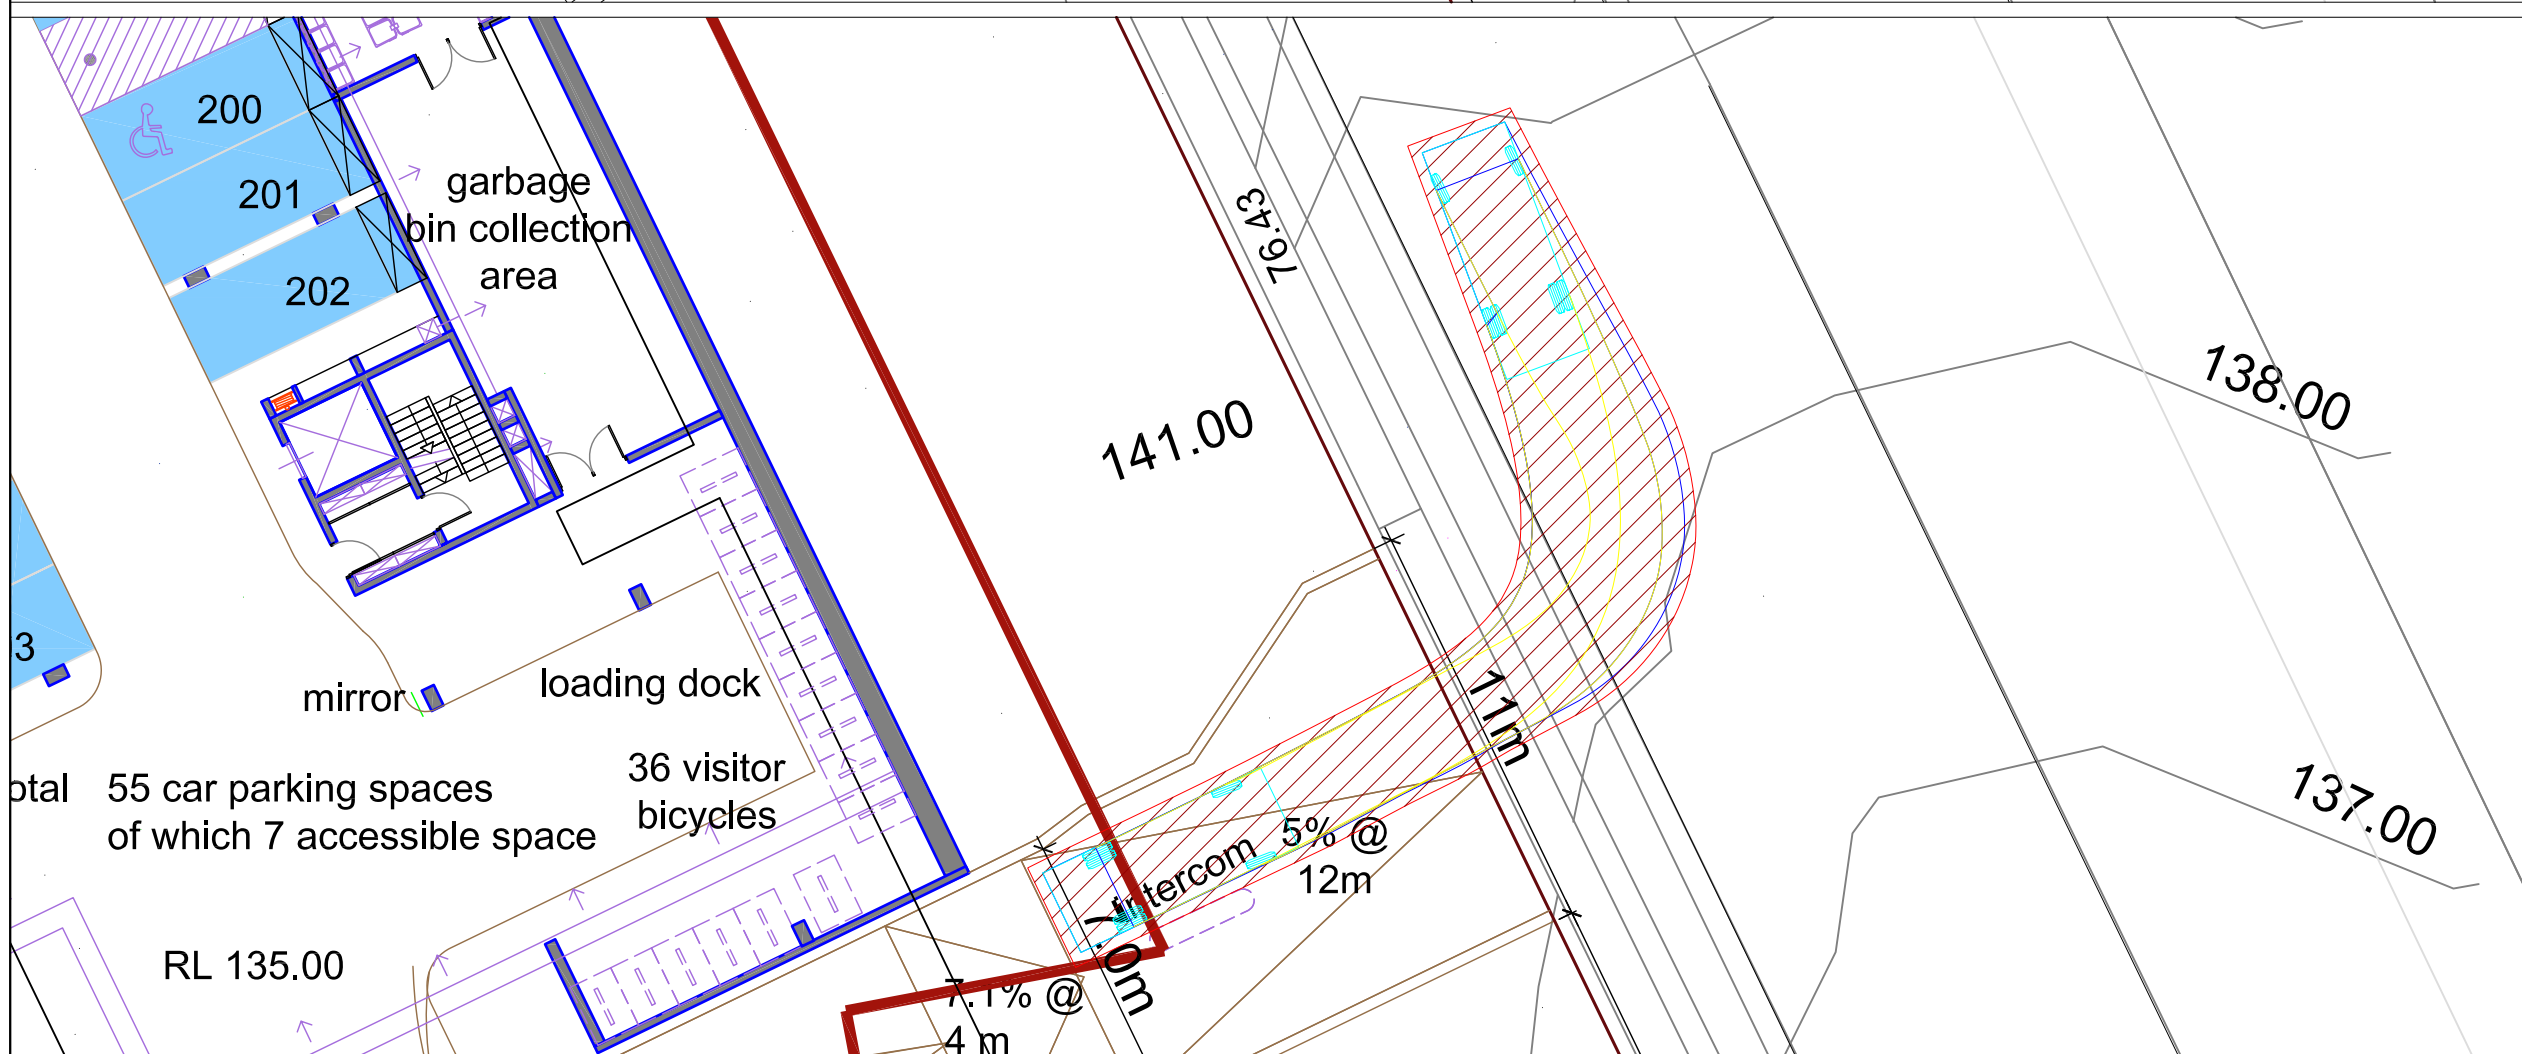 200
201
202
garbage
bin collection
area
76.43
141.00
138.00
137.00
mirror
loading dock
36 visitor
bicycles
55 car parking spaces
of which 7 accessible space
RL 135.00
11m
intercom
5% @
12m
7.0m
7.1% @
4 m